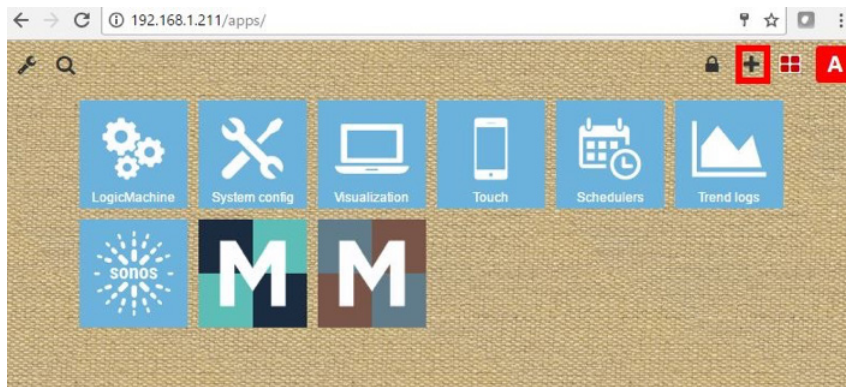 192.168.1.211/apps/
A
LogicMachine
System config
Visualization
Touch
Schedulers
Trend logs
sonos
M
M